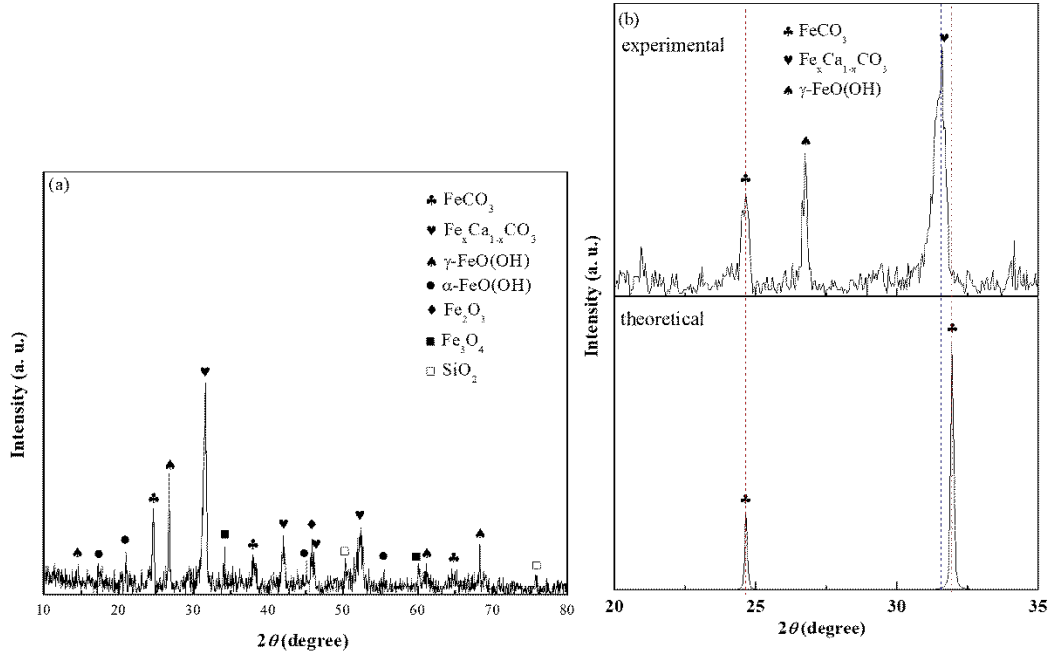 (a)
♣ FeCO₃
♥ FeₓCa₁₋ₓCO₃
♠ γ-FeO(OH)
● α-FeO(OH)
♦ Fe₂O₃
■ Fe₃O₄
□ SiO₂
Intensity (a. u.)
10 20 30 40 50 60 70 80
2θ (degree)
(b)
experimental
♣ FeCO₃
♥ FeₓCa₁₋ₓCO₃
♠ γ-FeO(OH)
theoretical
Intensity (a. u.)
20 25 31 35
2θ (degree)